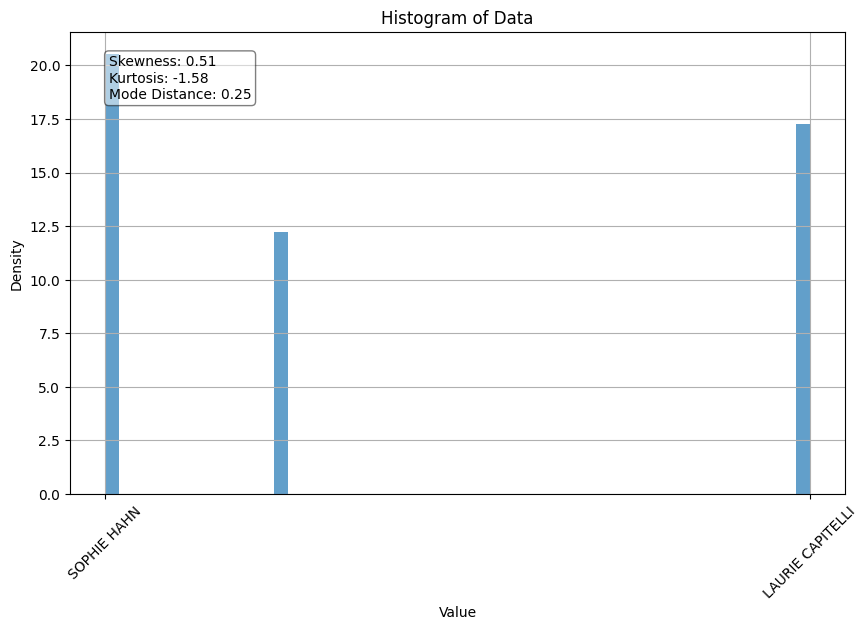 Histogram of Data
Skewness: 0.51
Kurtosis: -1.58
Mode Distance: 0.25
20.0
17.5
15.0
12.5
10.0
7.5
5.0
2.5
0.0
Density
SOPHIE HAHN
LAURIE CAPITELLI
Value